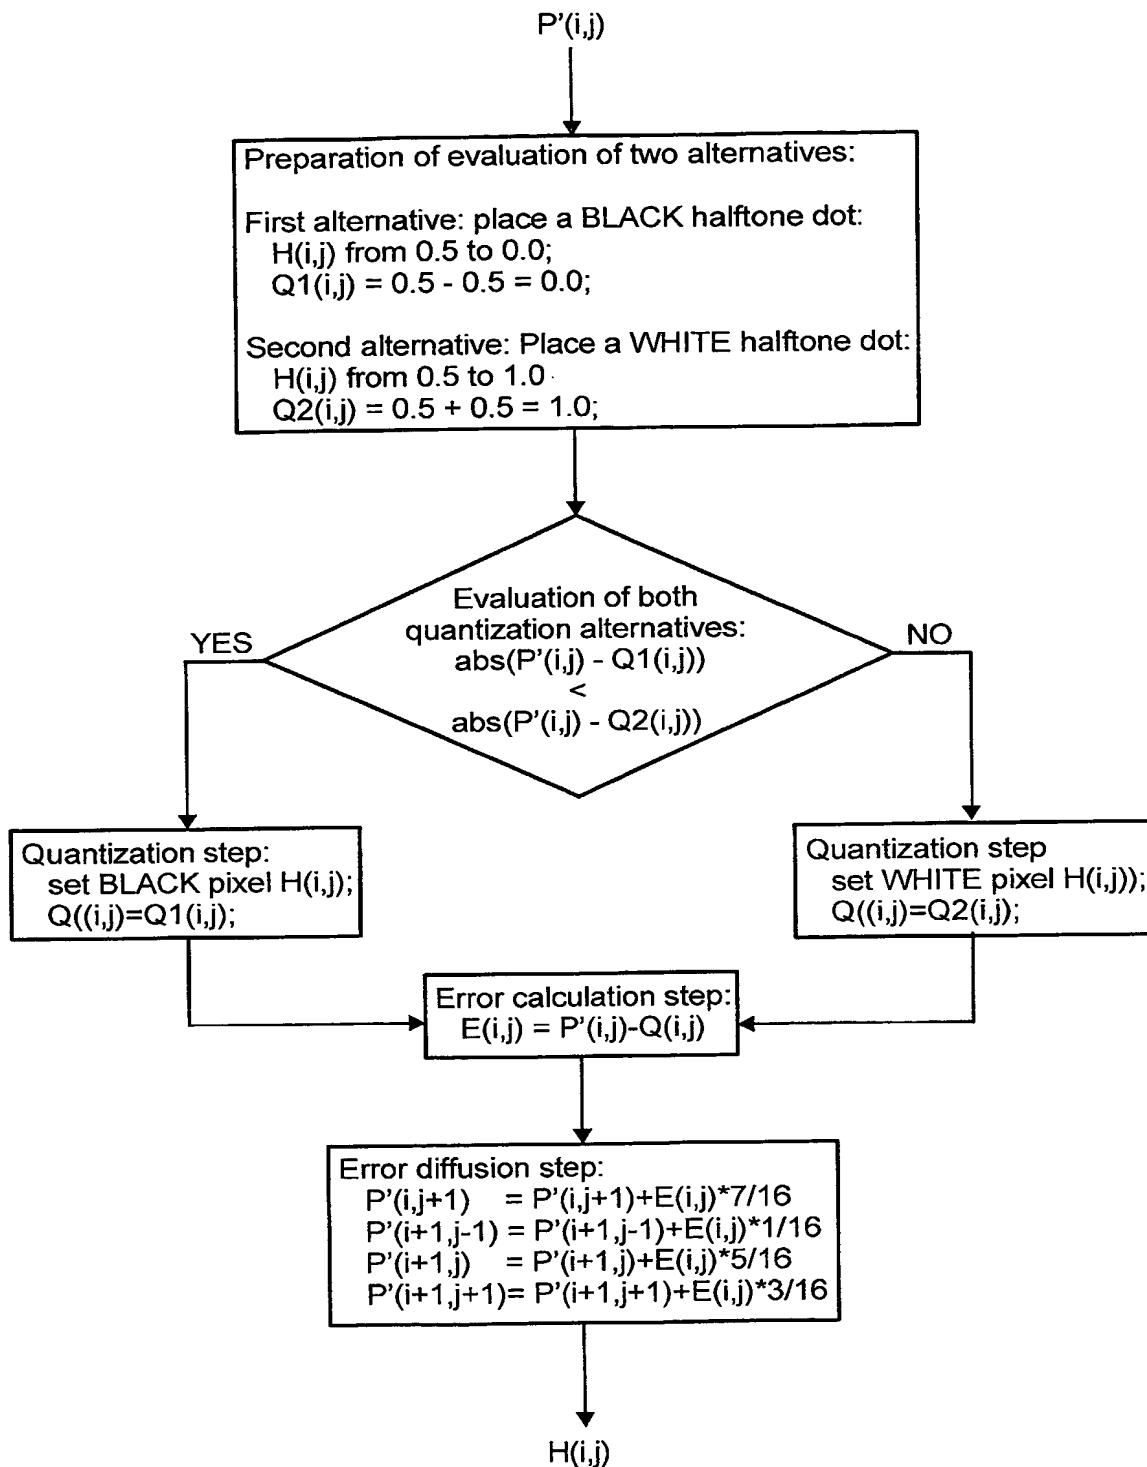 P'(i,j)
Preparation of evaluation of two alternatives:
First alternative: place a BLACK halftone dot:
H(i,j) from 0.5 to 0.0;
Q1(i,j) = 0.5 - 0.5 = 0.0;
Second alternative: Place a WHITE halftone dot:
H(i,j) from 0.5 to 1.0
Q2(i,j) = 0.5 + 0.5 = 1.0;
Evaluation of both
quantization alternatives:
abs(P'(i,j) - Q1(i,j))
<
abs(P'(i,j) - Q2(i,j))
YES
NO
Quantization step:
set BLACK pixel H(i,j);
Q((i,j)=Q1(i,j);
Quantization step
set WHITE pixel H(i,j));
Q((i,j)=Q2(i,j);
Error calculation step:
E(i,j) = P'(i,j)-Q(i,j)
Error diffusion step:
P'(i,j+1) = P'(i,j+1)+E(i,j)*7/16
P'(i+1,j-1) = P'(i+1,j-1)+E(i,j)*1/16
P'(i+1,j) = P'(i+1,j)+E(i,j)*5/16
P'(i+1,j+1)= P'(i+1,j+1)+E(i,j)*3/16
H(i,j)